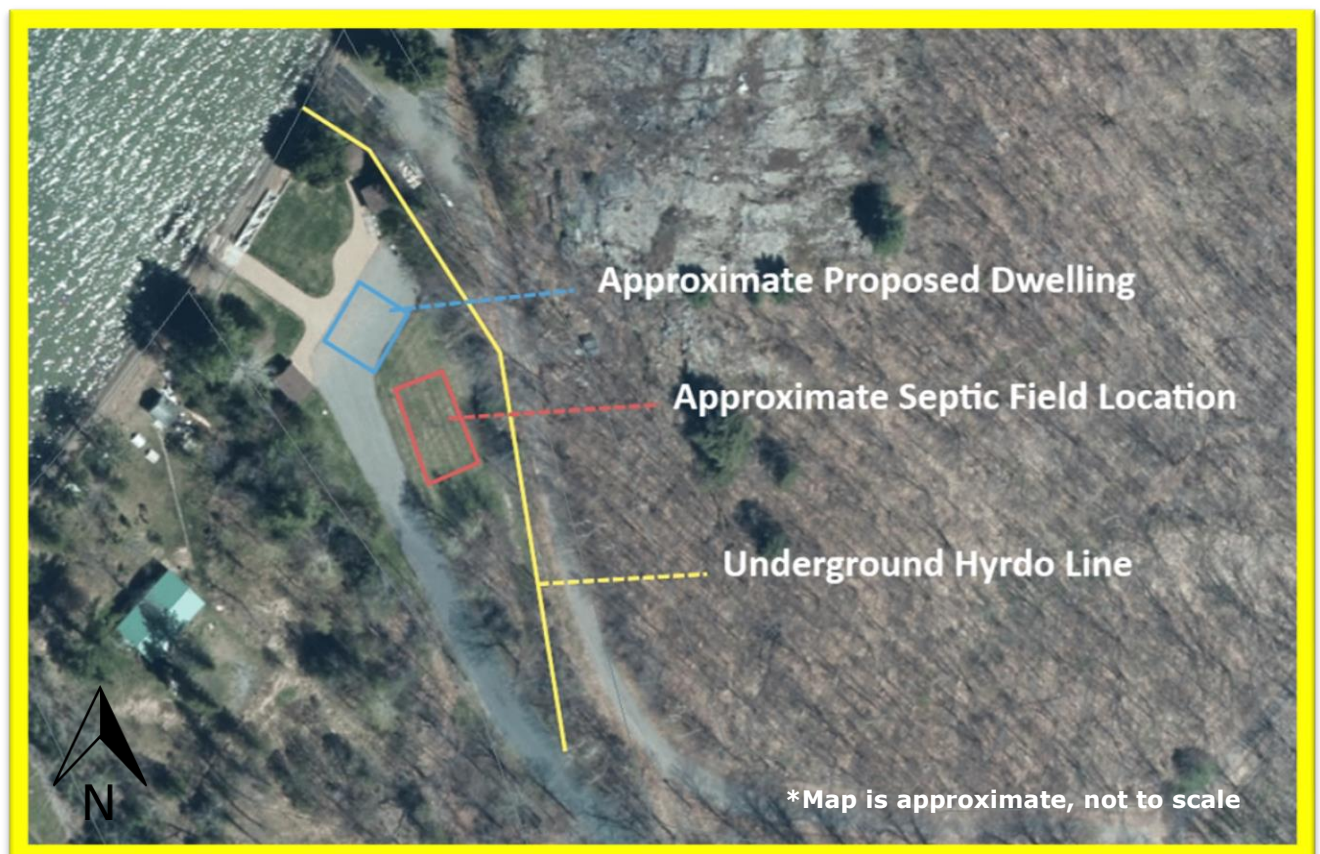 Approximate Proposed Dwelling
Approximate Septic Field Location
Underground Hyrdo Line
N
*Map is approximate, not to scale